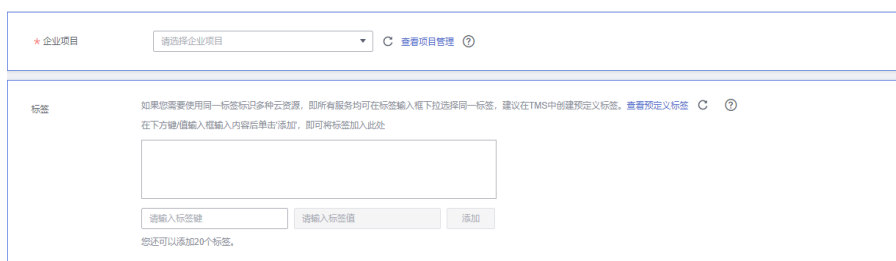 * 企业项目 请选择企业项目 查看项目管理
标签 如果您需要使用同一标签标识多种云资源，即所有服务均可在标签输入框下拉选择同一标签，建议在TMS中创建预定义标签。查看预定义标签
在下方键/值输入框输入内容后单击'添加'，即可将标签加入此处
请输入标签键 请输入标签值 添加
您还可以添加20个标签。